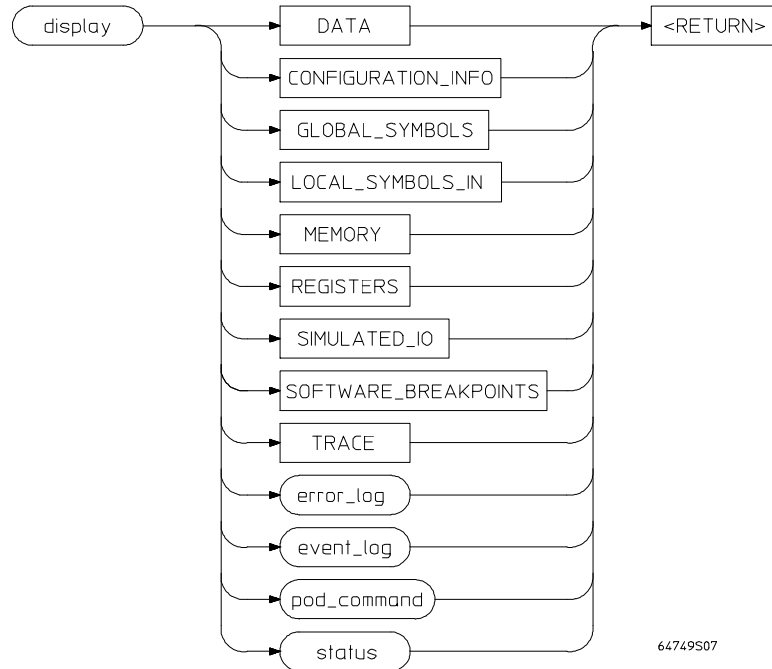 display
DATA
<RETURN>
CONFIGURATION_INFO
GLOBAL_SYMBOLS
LOCAL_SYMBOLS_IN
MEMORY
REGISTERS
SIMULATED_IO
SOFTWARE_BREAKPOINTS
TRACE
error_log
event_log
pod_command
status
64749S07